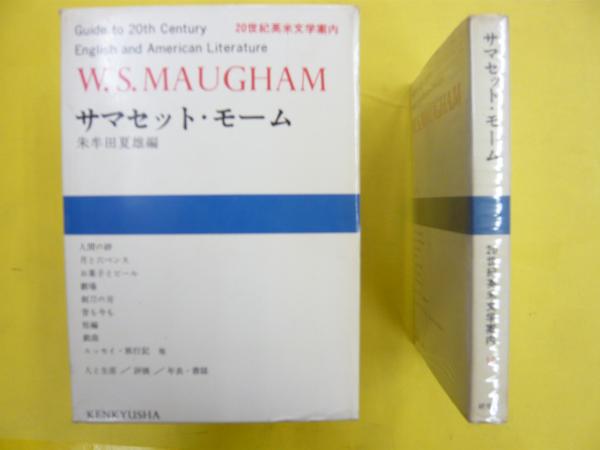 Guide to 20th Century
20世紀英米文学案内
English and American Literature
W. S. MAUGHAM
サマセット・モーム
朱牟田夏雄編
人間の絆
月と六ペンス
お菓子とビール
劇場
剃刀の刃
昔も今も
短編
戯曲
エッセイ・旅行記 他
人と生涯／評価／年表・書誌
KENKYUSHA
サマセット・モーム
MAUGHAM
20世紀英米文学案内